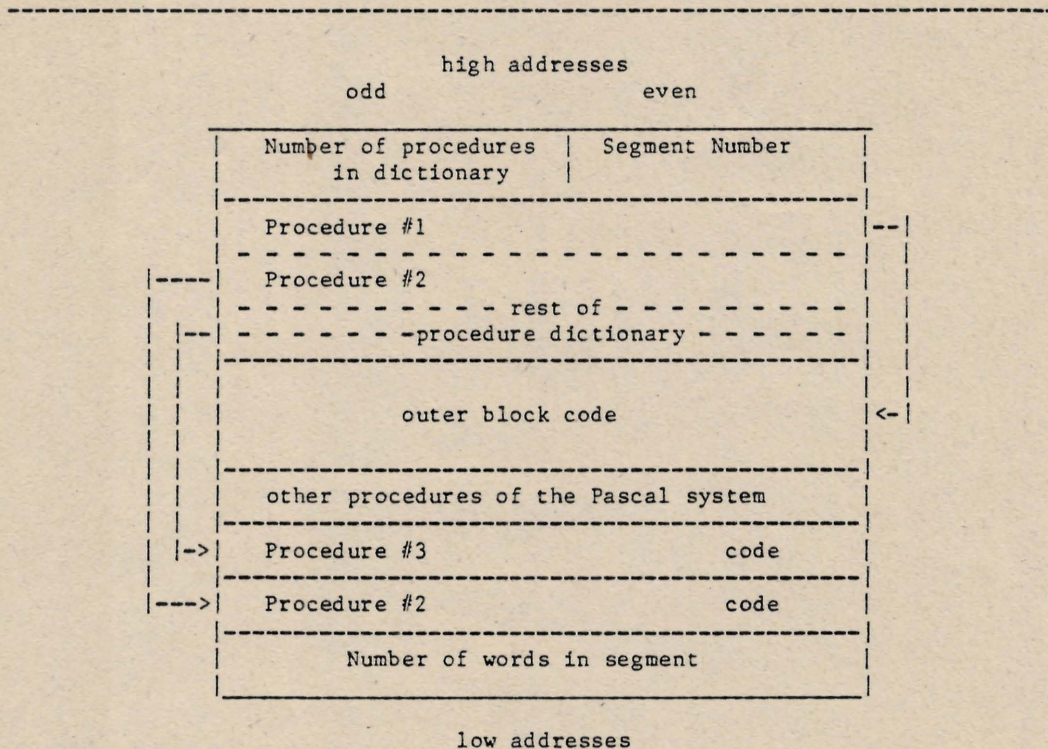 high addresses
odd even
Number of procedures | Segment Number
in dictionary |
Procedure #1
Procedure #2
rest of
procedure dictionary
outer block code
other procedures of the Pascal system
Procedure #3 code
Procedure #2 code
Number of words in segment
low addresses